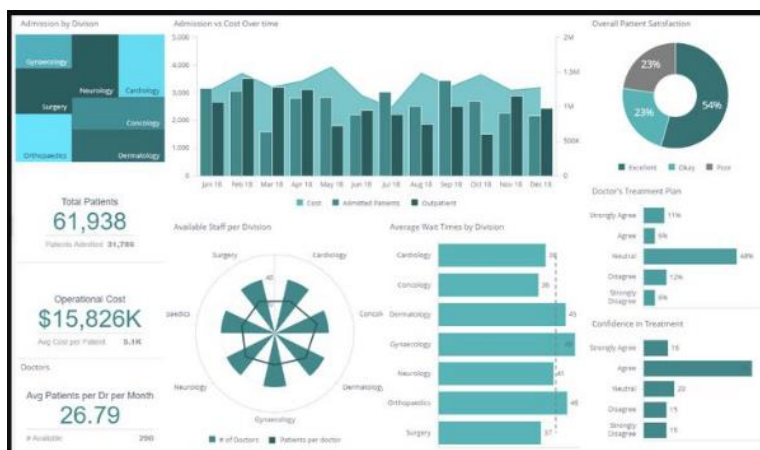 Admission by Divison
Gynaecology
Neurology
Cardiology
Surgery
Concology
Orthopaedics
Dermatology
Total Patients
61,938
Patients Admitted 31,786
Operational Cost
$15,826K
Avg Cost per Patient 5.1K
Doctors
Avg Patients per Dr per Month
26.79
# Available 290
Admission vs Cost Over time
5,000
4,000
3,000
2,000
1,000
0
2M
1.5M
1M
500K
0
Jan 18 Feb 18 Mar 18 Apr 18 May 18 Jun 18 Jul 18 Aug 18 Sep 18 Oct 18 Nov 18 Dec 18
Cost Admitted Patients Outpatient
Available Staff per Division
Surgery
Cardiology
40
paedics
Neurology
Dermatology
Gynaecology
# of Doctors Patients per doctor
Average Wait Times by Division
Cardiology
Concology 36
Dermatology 45
Gynaecology
Neurology 41
Orthopaedics
Surgery 37
Overall Patient Satisfaction
23%
54%
23%
Excellent Okay Poor
Doctor's Treatment Plan
Strongly Agree 11%
Agree 6%
Neutral 48%
Disagree 12%
Strongly
Disagree 6%
Confidence in Treatment
Strongly Agree 16
Agree
Neutral 20
Disagree 15
Strongly
Disagree 15